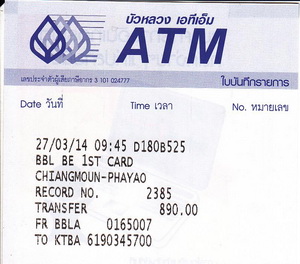 บัวหลวง เอทีเอ็ม
ATM
เลขประจำตัวผู้เสียภาษีอากร 3 101 024777
ใบบันทึกรายการ
Date วันที่ Time เวลา No. หมายเลข
27/03/14 09:45 D180B525
BBL BE 1ST CARD
CHIANGMOUN-PHAYAO
RECORD NO. 2385
TRANSFER 890.00
FR BBLA 0165007
TO KTBA 6190345700